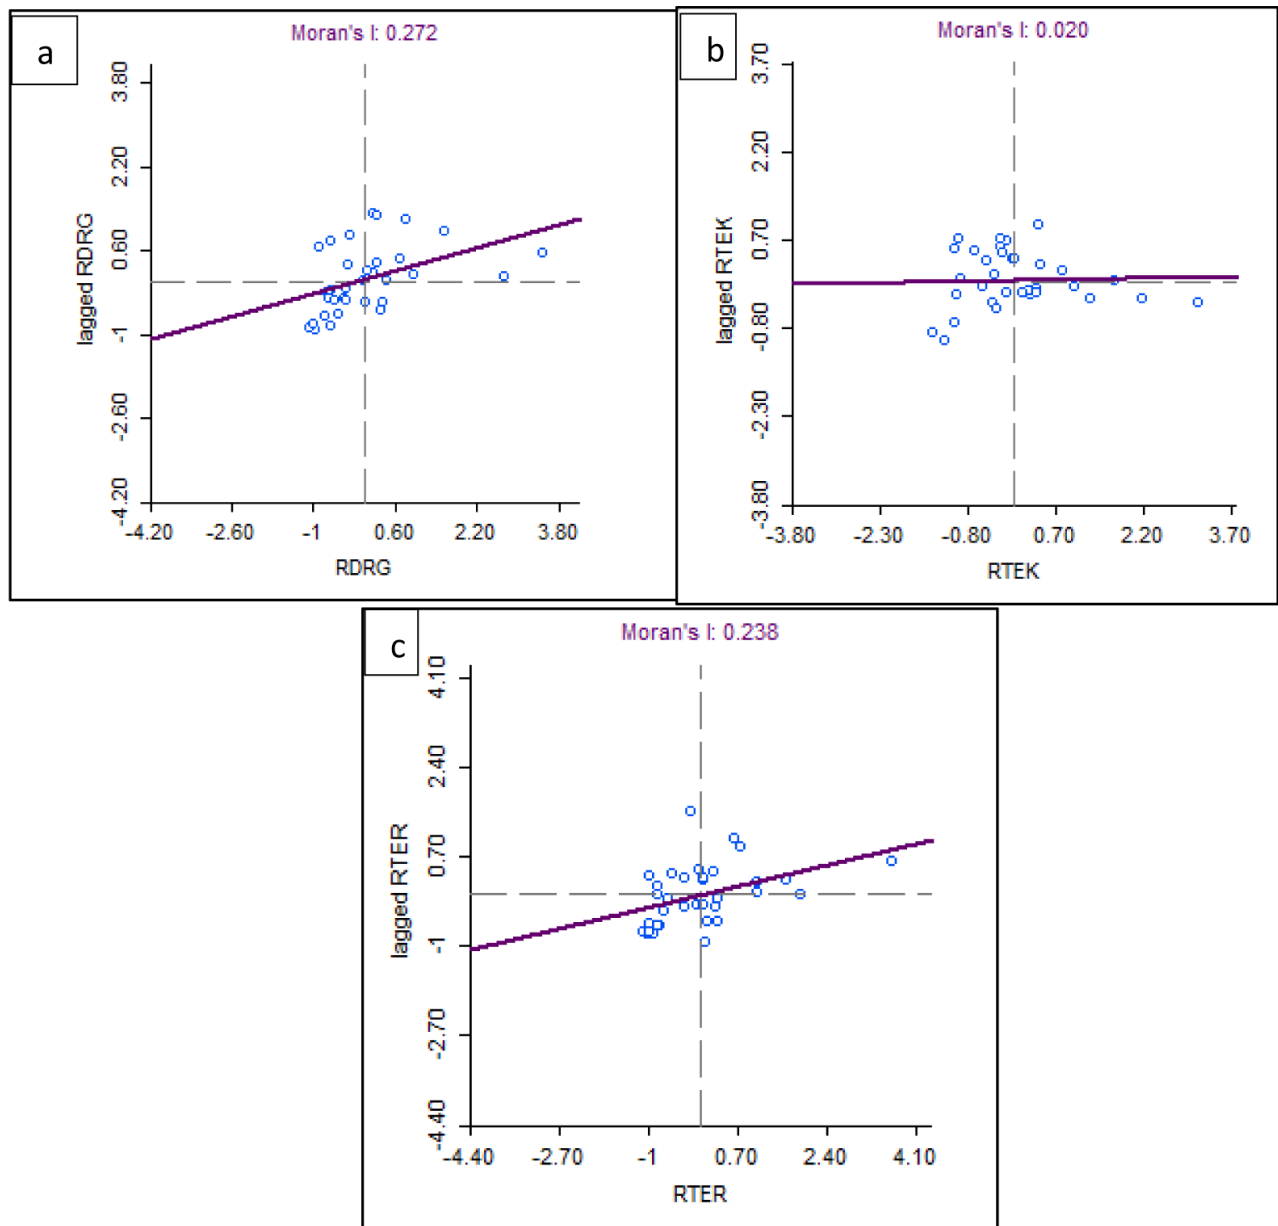 a
Moran's I: 0.272
3.80
2.20
0.60
-1
-2.60
-4.20
lagged RDRG
-4.20 -2.60 -1 0.60 2.20 3.80
RDRG
b
Moran's I: 0.020
3.70
2.20
0.70
-0.80
-2.30
-3.80
lagged RTEK
-3.80 -2.30 -0.80 0.70 2.20 3.70
RTEK
c
Moran's I: 0.238
4.10
2.40
0.70
-1
-2.70
-4.40
lagged RTER
-4.40 -2.70 -1 0.70 2.40 4.10
RTER